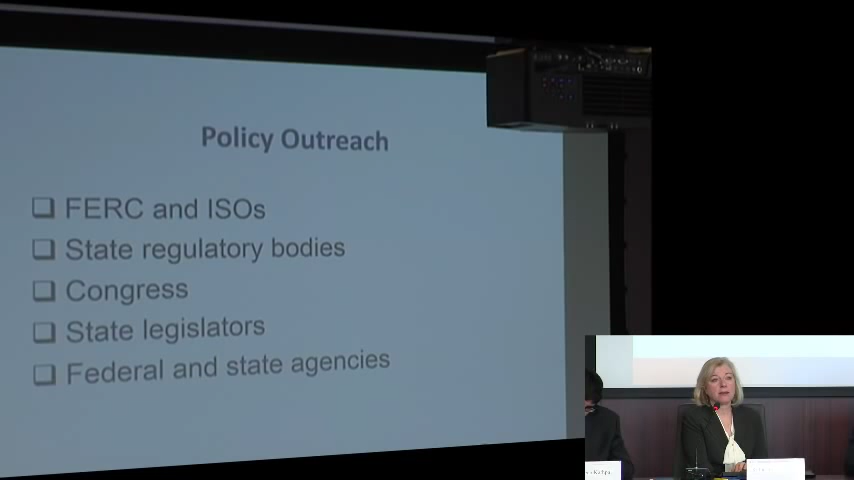 Policy Outreach
FERC and ISOs
State regulatory bodies
Congress
State legislators
Federal and state agencies